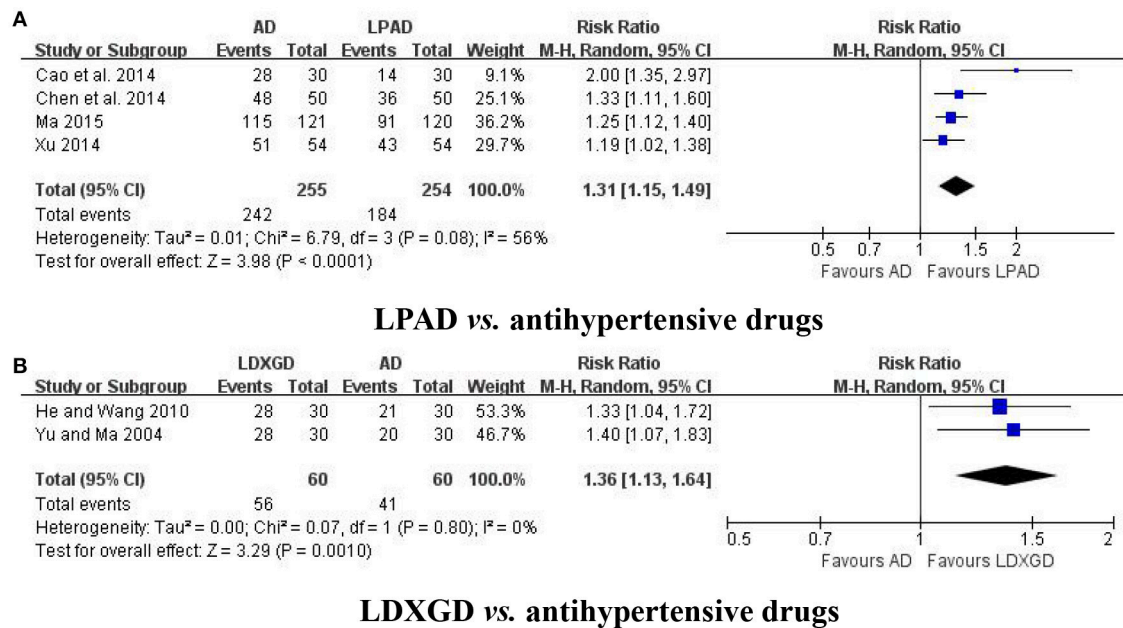 A
AD LPAD Risk Ratio Risk Ratio
Study or Subgroup Events Total Events Total Weight M-H, Random, 95% CI M-H, Random, 95% CI
Cao et al. 2014 28 30 14 30 9.1% 2.00 [1.35, 2.97]
Chen et al. 2014 48 50 36 50 25.1% 1.33 [1.11, 1.60]
Ma 2015 115 121 91 120 36.2% 1.25 [1.12, 1.40]
Xu 2014 51 54 43 54 29.7% 1.19 [1.02, 1.38]
Total (95% CI) 255 254 100.0% 1.31 [1.15, 1.49]
Total events 242 184
Heterogeneity: Tau² = 0.01; Chi² = 6.79, df = 3 (P = 0.08); I² = 56%
Test for overall effect: Z = 3.98 (P < 0.0001)
0.5 0.7 1 1.5 2
Favours AD Favours LPAD
LPAD vs. antihypertensive drugs
B
LDXGD AD Risk Ratio Risk Ratio
Study or Subgroup Events Total Events Total Weight M-H, Random, 95% CI M-H, Random, 95% CI
He and Wang 2010 28 30 21 30 53.3% 1.33 [1.04, 1.72]
Yu and Ma 2004 28 30 20 30 46.7% 1.40 [1.07, 1.83]
Total (95% CI) 60 60 100.0% 1.36 [1.13, 1.64]
Total events 56 41
Heterogeneity: Tau² = 0.00; Chi² = 0.07, df = 1 (P = 0.80); I² = 0%
Test for overall effect: Z = 3.29 (P = 0.0010)
0.5 0.7 1 1.5 2
Favours AD Favours LDXGD
LDXGD vs. antihypertensive drugs